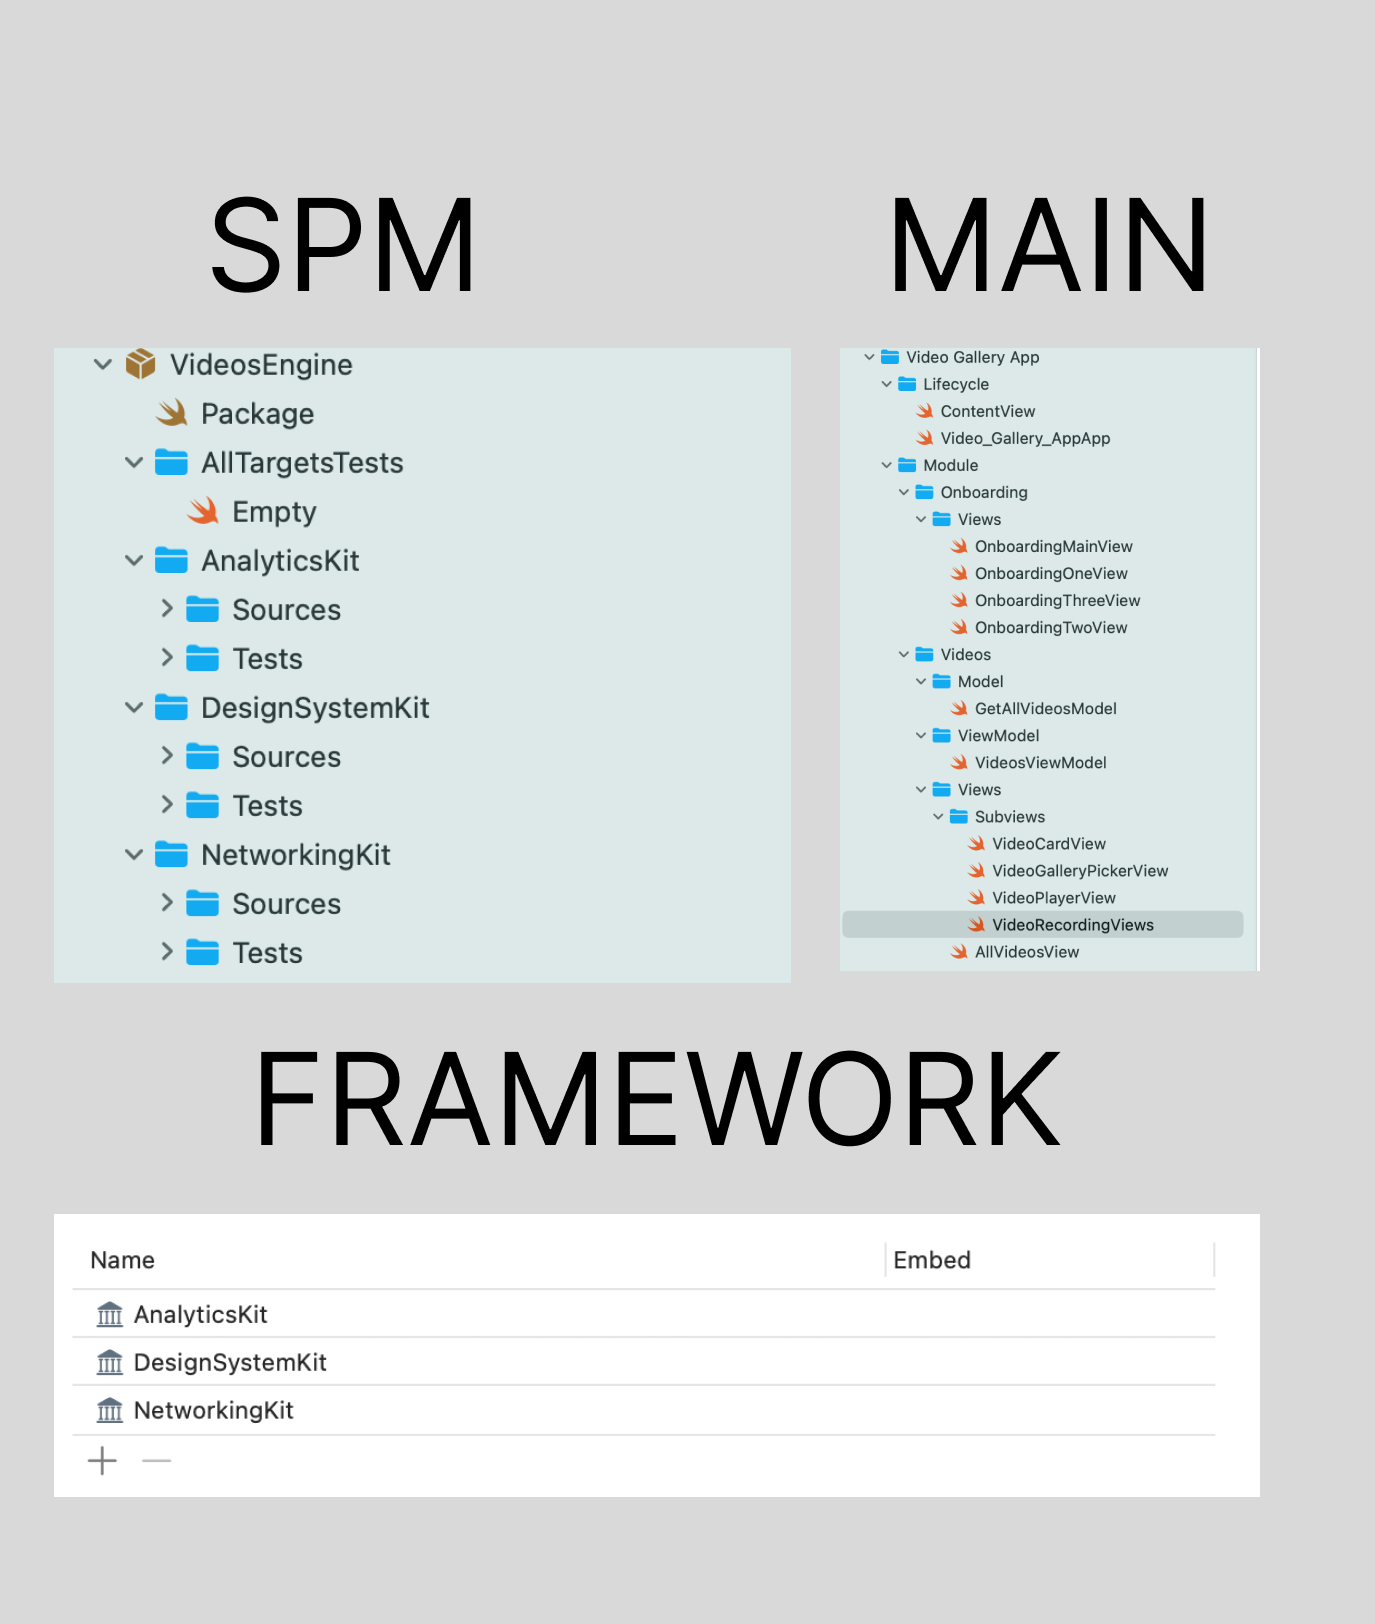 SPM
VideosEngine
Package
AllTargetsTests
Empty
AnalyticsKit
Sources
Tests
DesignSystemKit
Sources
Tests
NetworkingKit
Sources
Tests
MAIN
Video Gallery App
Lifecycle
ContentView
Video_Gallery_AppApp
Module
Onboarding
Views
OnboardingMainView
OnboardingOneView
OnboardingThreeView
OnboardingTwoView
Videos
Model
GetAllVideosModel
ViewModel
VideosViewModel
Views
Subviews
VideoCardView
VideoGalleryPickerView
VideoPlayerView
VideoRecordingViews
AllVideosView
FRAMEWORK
Name Embed
AnalyticsKit
DesignSystemKit
NetworkingKit